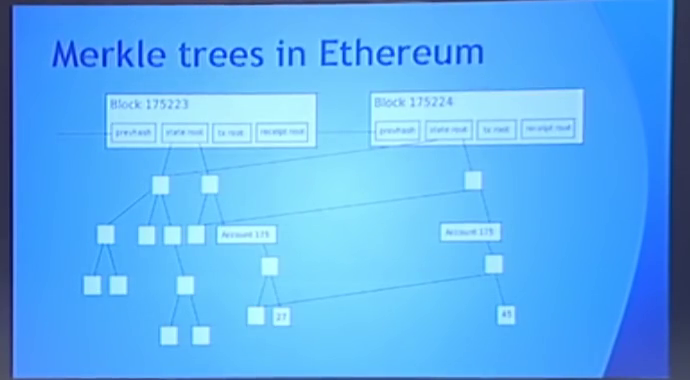 Merkle trees in Ethereum
Block 175223
prevhash state root tx root receipt root
Block 175224
prevhash state root tx root receipt root
Account 175
Account 175
27
45